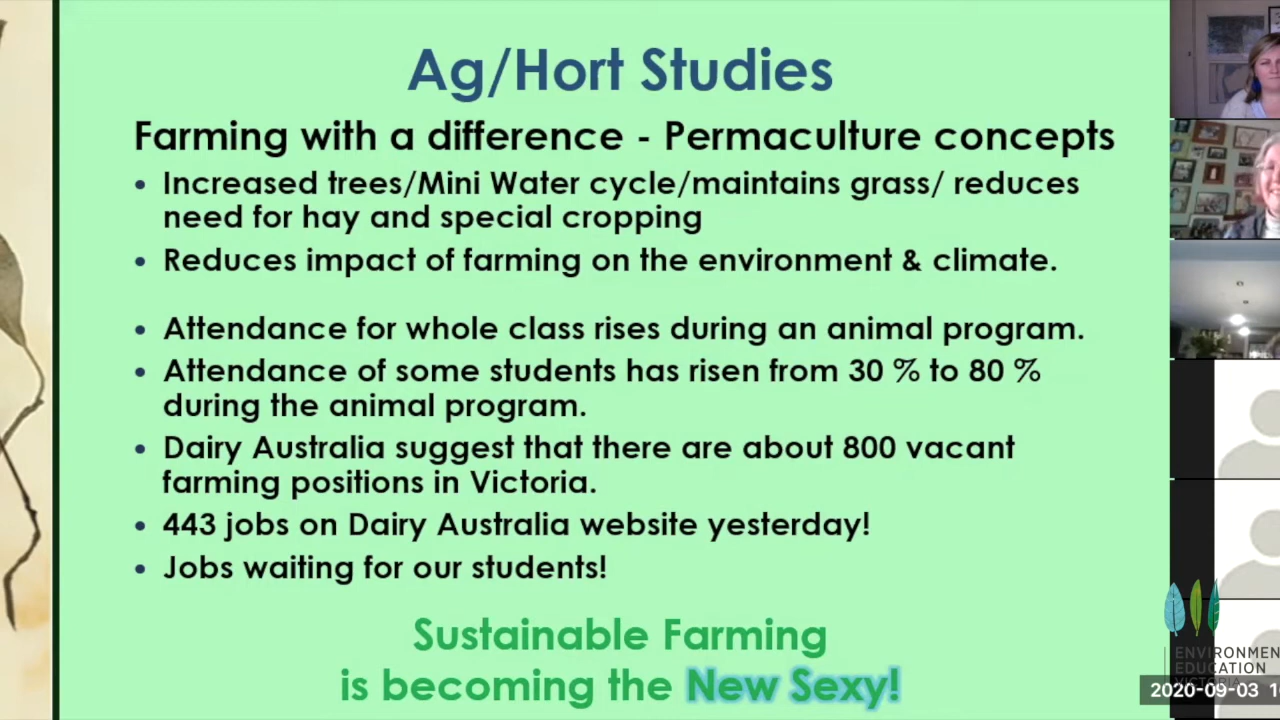 Ag/Hort Studies
Farming with a difference - Permaculture concepts
• Increased trees/Mini Water cycle/maintains grass/ reduces
need for hay and special cropping
• Reduces impact of farming on the environment & climate.
• Attendance for whole class rises during an animal program.
• Attendance of some students has risen from 30 % to 80 %
during the animal program.
• Dairy Australia suggest that there are about 800 vacant
farming positions in Victoria.
• 443 jobs on Dairy Australia website yesterday!
• Jobs waiting for our students!
Sustainable Farming
is becoming the New Sexy!
EDUCATION
VICTORIA
2020-09-03